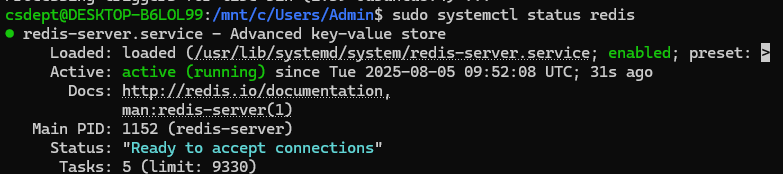 csdept@DESKTOP-B6LOL99:/mnt/c/Users/Admin$ sudo systemctl status redis
● redis-server.service - Advanced key-value store
Loaded: loaded (/usr/lib/systemd/system/redis-server.service; enabled; preset: >
Active: active (running) since Tue 2025-08-05 09:52:08 UTC; 31s ago
Docs: http://redis.io/documentation,
man:redis-server(1)
Main PID: 1152 (redis-server)
Status: "Ready to accept connections"
Tasks: 5 (limit: 9330)